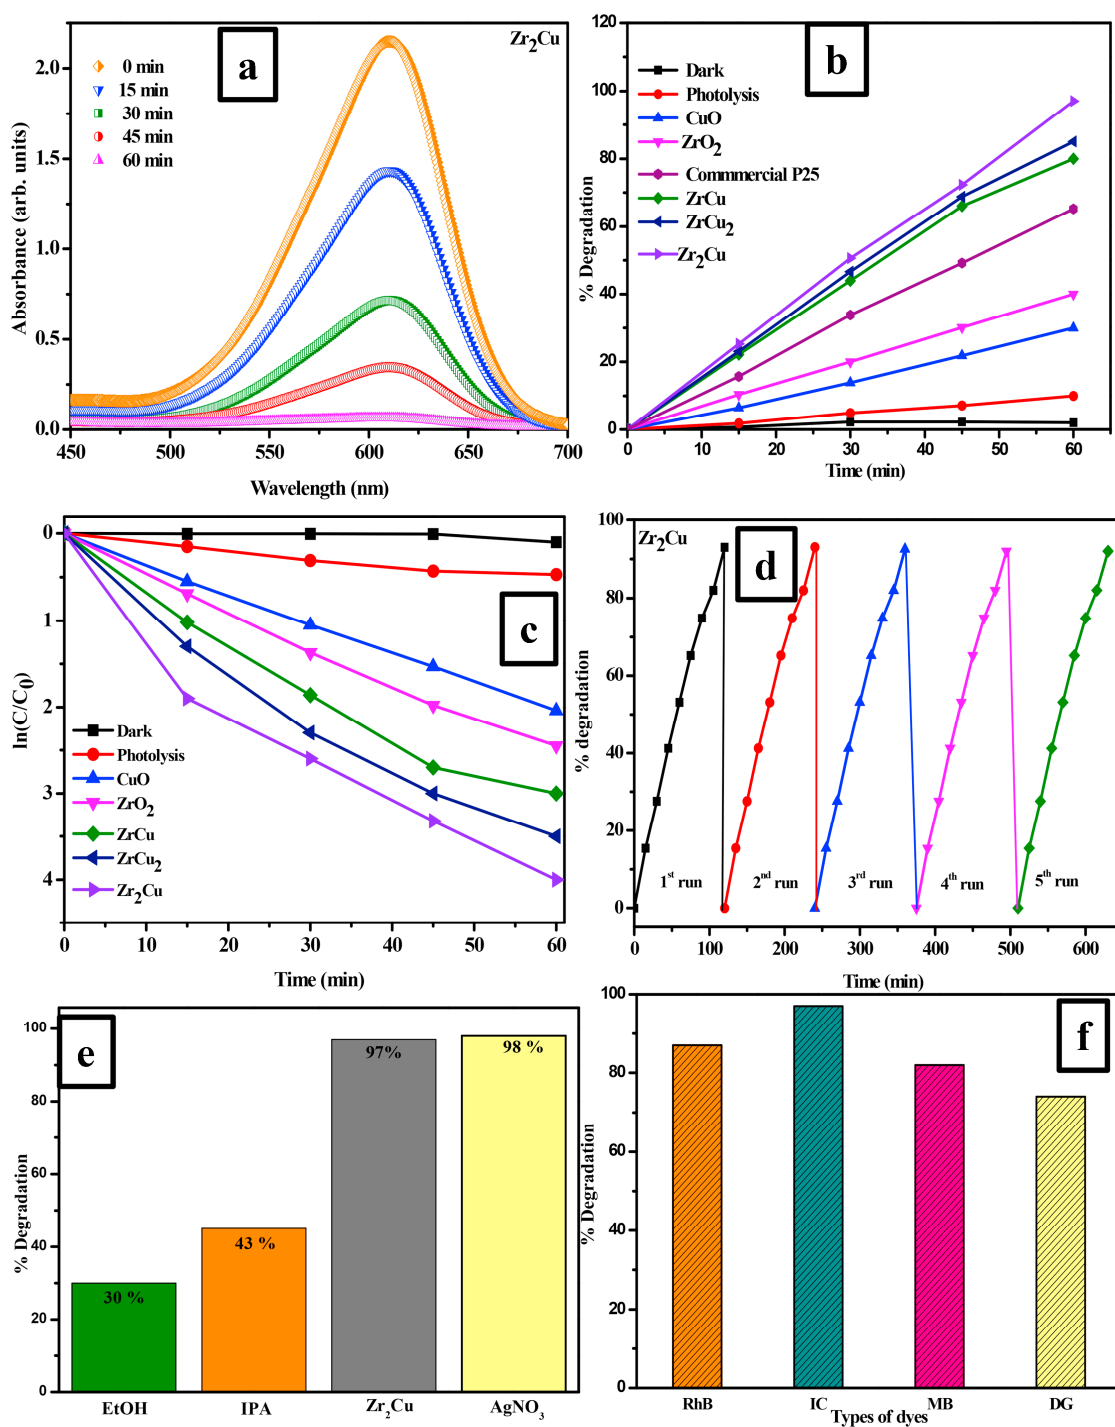 a
Zr₂Cu
0 min
15 min
30 min
45 min
60 min
2.0
1.5
1.0
0.5
0.0
450 500 550 600 650 700
Absorbance (arb. units)
Wavelength (nm)
b
Dark
Photolysis
CuO
ZrO₂
Commmercial P25
ZrCu
ZrCu₂
Zr₂Cu
120
100
80
60
40
20
0
0 10 20 30 40 50 60
% Degradation
Time (min)
c
0
1
2
3
4
Dark
Photolysis
CuO
ZrO₂
ZrCu
ZrCu₂
Zr₂Cu
0 10 20 30 40 50 60
ln(C/C₀)
Time (min)
d
Zr₂Cu
100
80
60
40
20
0
1ˢᵗ run 2ⁿᵈ run 3ʳᵈ run 4ᵗʰ run 5ᵗʰ run
0 100 200 300 400 500 600
% degradation
Time (min)
e
100
80
60
40
20
0
30 % 43 % 97% 98 %
EtOH IPA Zr₂Cu AgNO₃
% Degradation
f
100
80
60
40
20
0
RhB IC MB DG
% Degradation
Types of dyes